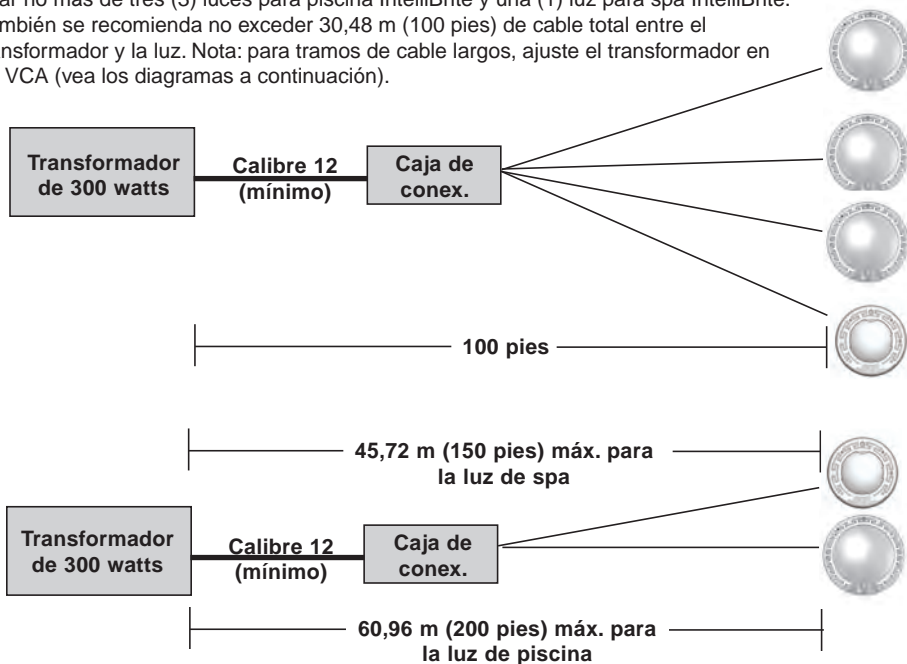 no más de tres (3) luces para piscina IntelliBrite y una (1) luz para spa IntelliBrite.
se recomienda no exceder 30,48 m (100 pies) de cable total entre el
y la luz. Nota: para tramos de cable largos, ajuste el transformador en
VCA (vea los diagramas a continuación).
Transformador
de 300 watts
Calibre 12
(mínimo)
Caja de
conex.
100 pies
45,72 m (150 pies) máx. para
la luz de spa
Transformador
de 300 watts
Calibre 12
(mínimo)
Caja de
conex.
60,96 m (200 pies) máx. para
la luz de piscina